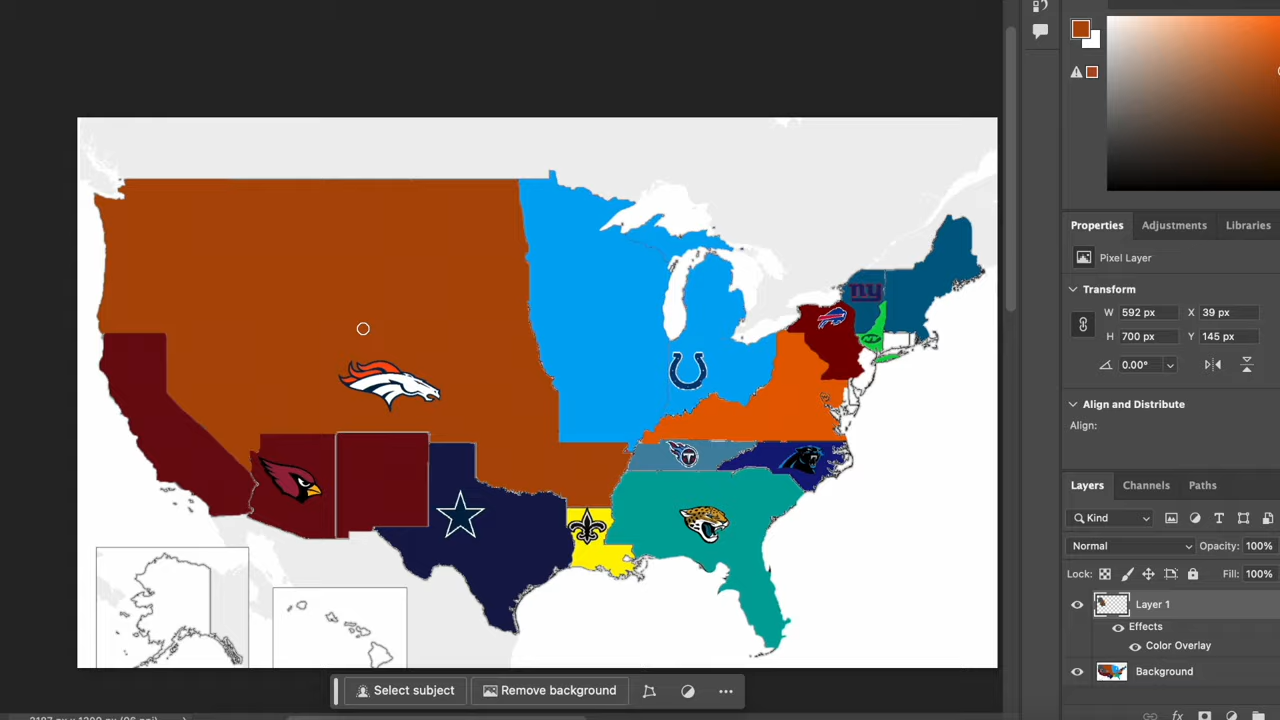 ny
Properties Adjustments Libraries
Pixel Layer
Transform
W 592 px X 39 px
H 700 px Y 145 px
0.00°
Align and Distribute
Align:
Layers Channels Paths
Kind
Normal Opacity: 100%
Lock: Fill: 100%
Layer 1
Effects
Color Overlay
Background
Select subject Remove background
fx